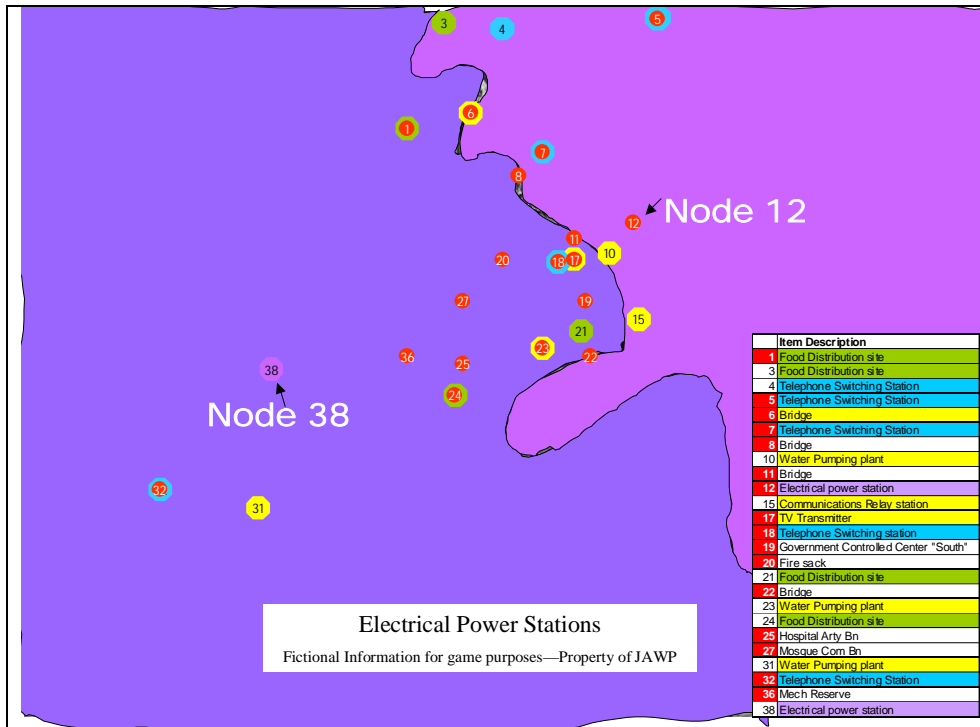 3
4
5
6
1
7
8
12
Node 12
11
10
20
18
17
27
19
15
21
23
36
22
25
38
24
Node 38
32
31
Electrical Power Stations
Fictional Information for game purposes—Property of JAWP
Item Description
1 Food Distribution site
3 Food Distribution site
4 Telephone Switching Station
5 Telephone Switching Station
6 Bridge
7 Telephone Switching Station
8 Bridge
10 Water Pumping plant
11 Bridge
12 Electrical power station
15 Communications Relay station
17 TV Transmitter
18 Telephone Switching station
19 Government Controlled Center "South"
20 Fire sack
21 Food Distribution site
22 Bridge
23 Water Pumping plant
24 Food Distribution site
25 Hospital Arty Bn
27 Mosque Com Bn
31 Water Pumping plant
32 Telephone Switching Station
36 Mech Reserve
38 Electrical power station